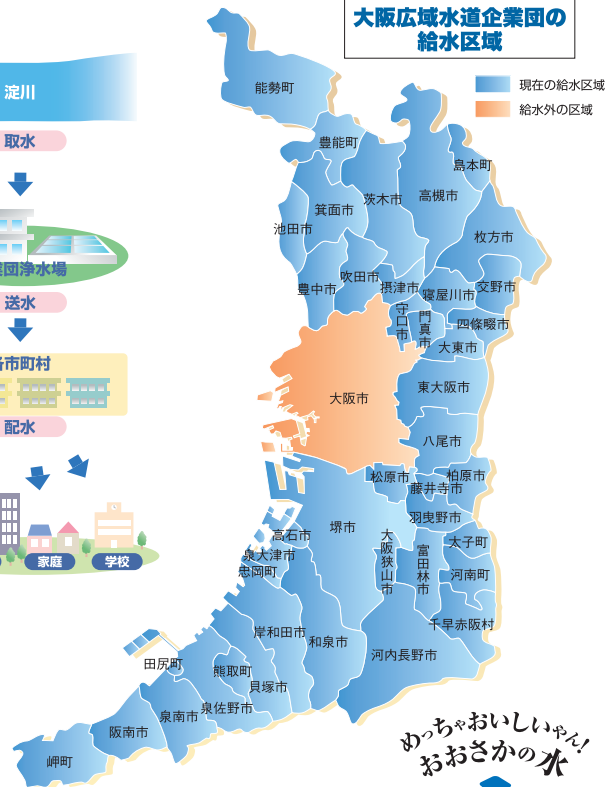 大阪広域水道企業団の
給水区域
現在の給水区域
給水外の区域
淀川
取水
団浄水場
送水
市町村
配水
家庭
学校
能勢町
豊能町
島本町
茨木市
高槻市
箕面市
池田市
枚方市
吹田市
摂津市
豊中市
寝屋川市
交野市
守口市
門真市
四條畷市
大東市
大阪市
東大阪市
八尾市
松原市
柏原市
藤井寺市
羽曳野市
堺市
高石市
大阪狭山市
富田林市
太子町
泉大津市
忠岡町
河南町
千早赤阪村
岸和田市
和泉市
河内長野市
田尻町
熊取町
貝塚市
泉佐野市
泉南市
阪南市
岬町
めっちゃおいしいやん!
おおさかの水